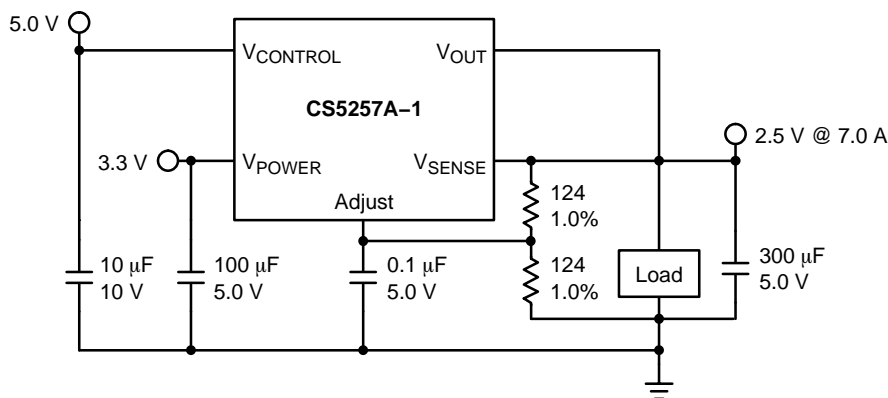 5.0 V
VCONTROL
VOUT
CS5257A−1
3.3 V
VPOWER
VSENSE
2.5 V @ 7.0 A
Adjust
124
1.0%
10 μF
10 V
100 μF
5.0 V
0.1 μF
5.0 V
124
1.0%
Load
300 μF
5.0 V